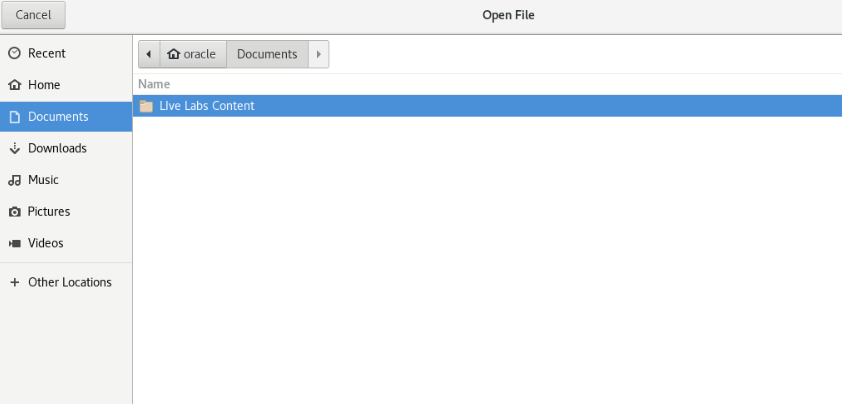 Cancel
Open File
Recent
Home
Documents
Downloads
Music
Pictures
Videos
Other Locations
oracle Documents
Name
LIve Labs Content